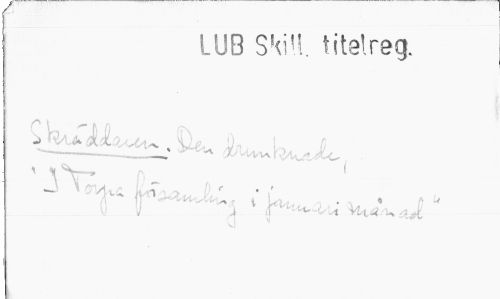 LUB Skill. titelreg.
Skräddaren. Den drunknade,
"I Torpa församling i januari månad"